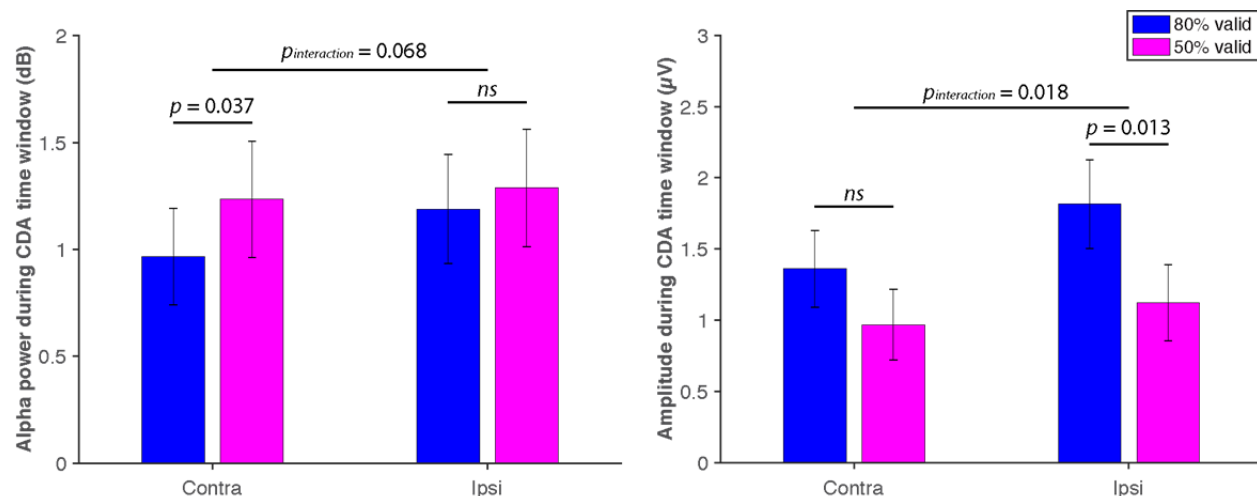 Alpha power during CDA time window (dB)
2
1.5
1
0.5
0
p_interaction = 0.068
p = 0.037
ns
Contra
Ipsi
80% valid
50% valid
Amplitude during CDA time window (µV)
3
2.5
2
1.5
1
0.5
0
p_interaction = 0.018
ns
p = 0.013
Contra
Ipsi